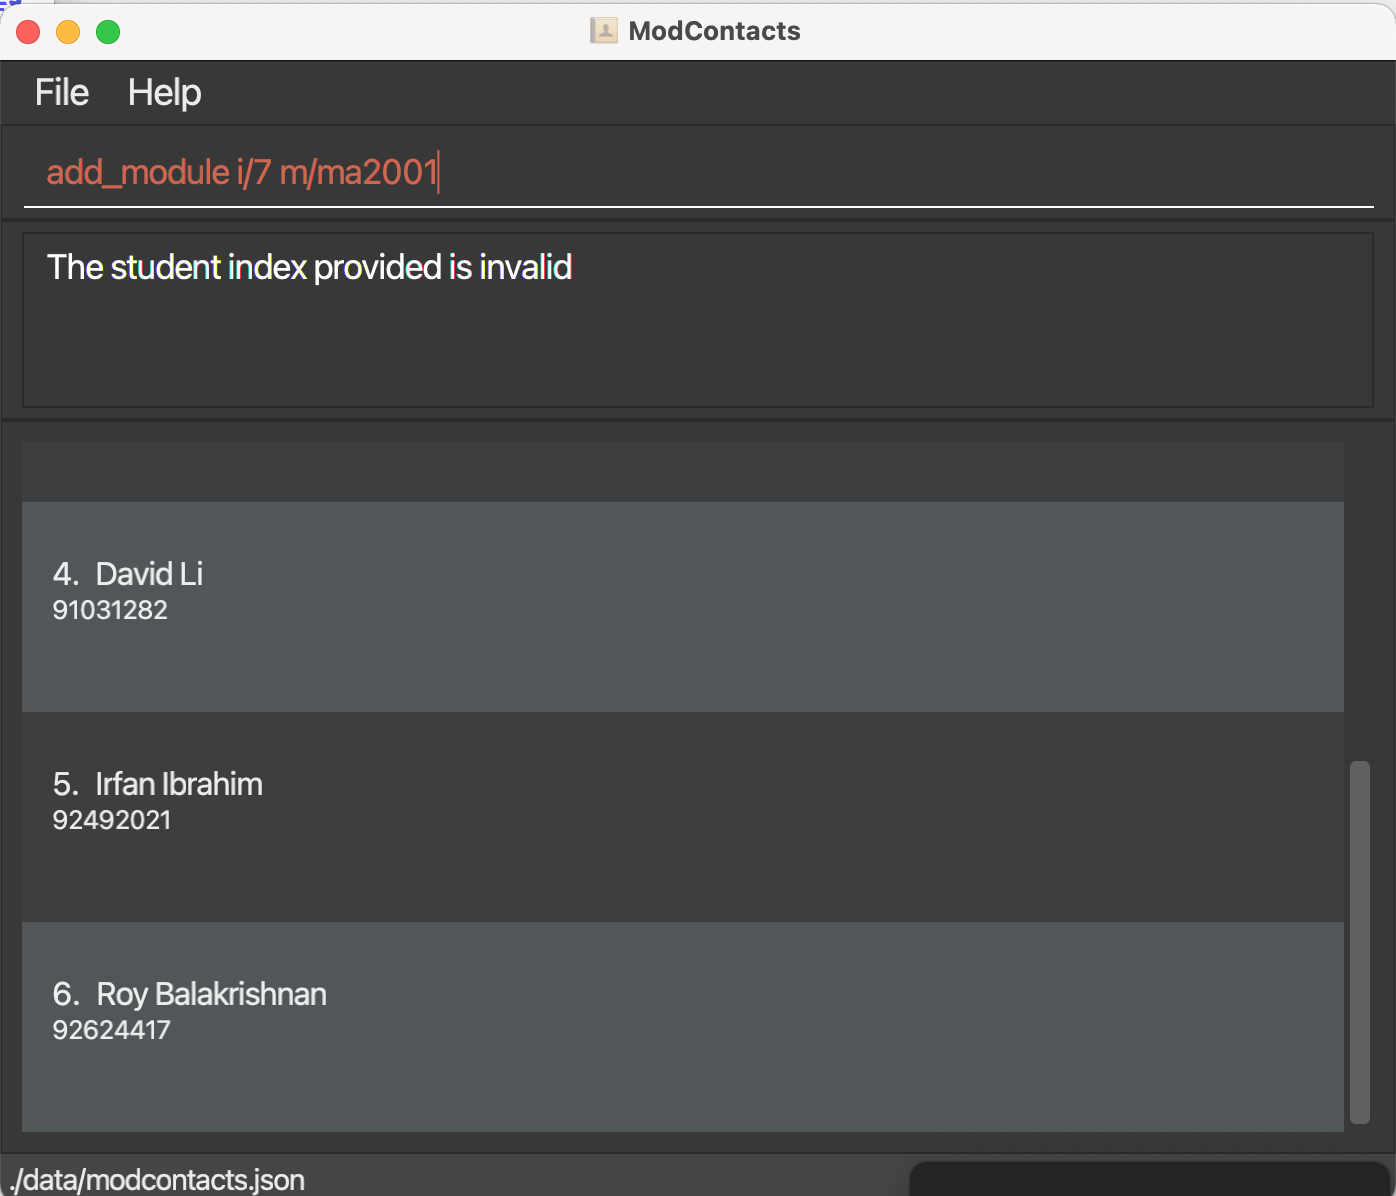 ModContacts
File Help
add_module i/7 m/ma2001
The student index provided is invalid
4. David Li
91031282
5. Irfan Ibrahim
92492021
6. Roy Balakrishnan
92624417
./data/modcontacts.json